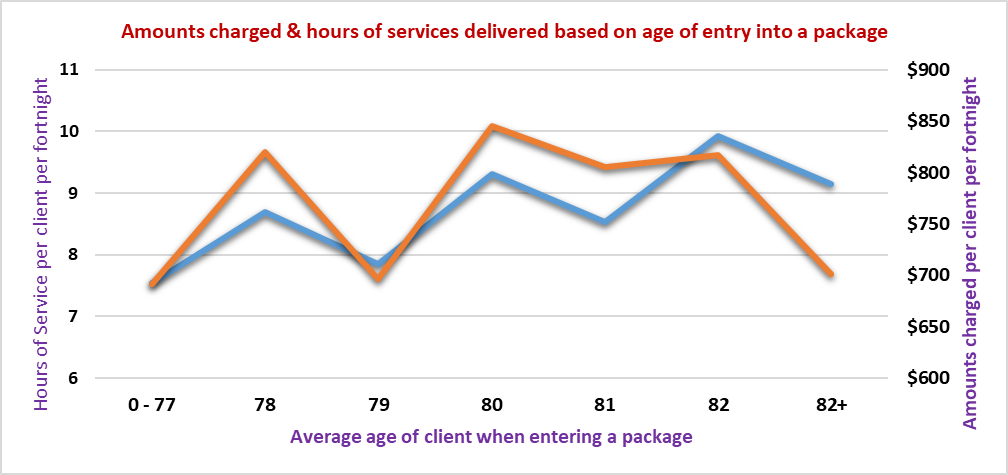 Amounts charged & hours of services delivered based on age of entry into a package
Hours of Service per client per fortnight
11
10
9
8
7
6
$900
$850
$800
$750
$700
$650
$600
Amounts charged per client per fortnight
0 - 77 78 79 80 81 82 82+
Average age of client when entering a package